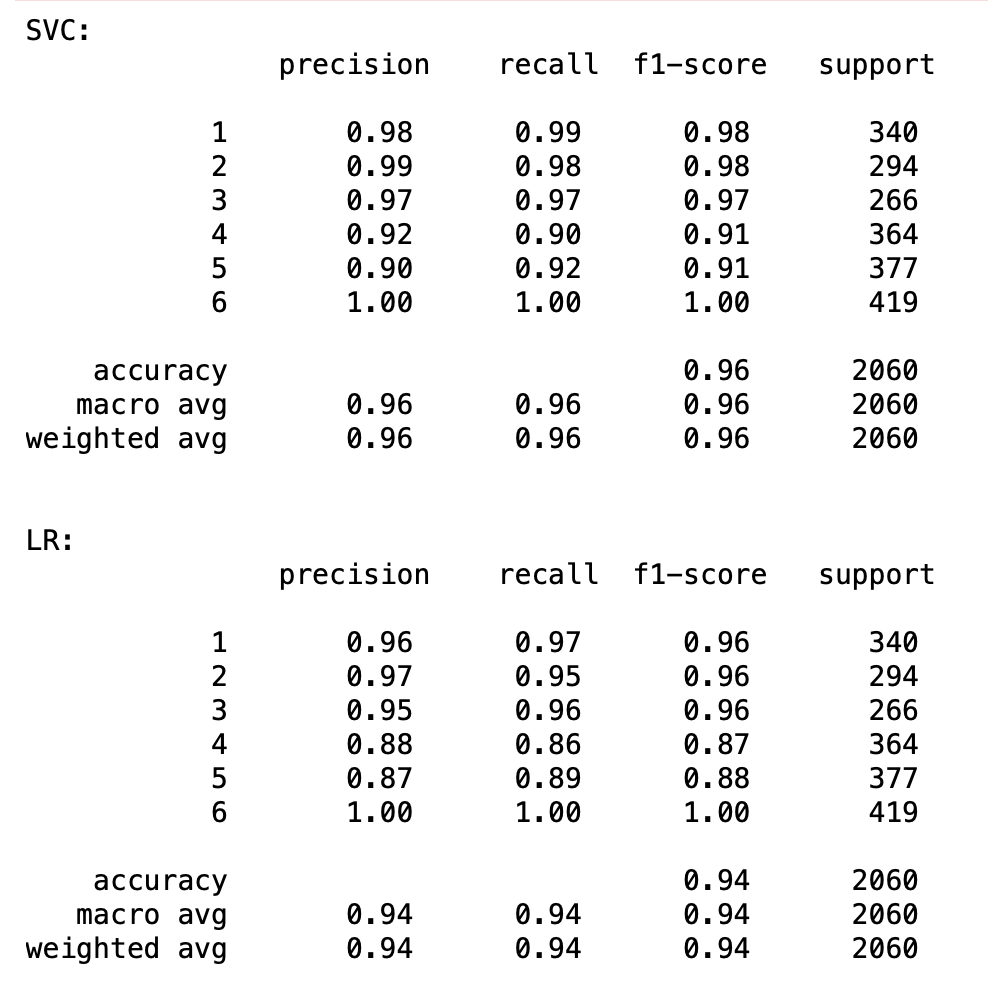 SVC:
precision recall f1-score support
1 0.98 0.99 0.98 340
2 0.99 0.98 0.98 294
3 0.97 0.97 0.97 266
4 0.92 0.90 0.91 364
5 0.90 0.92 0.91 377
6 1.00 1.00 1.00 419
accuracy 0.96 2060
macro avg 0.96 0.96 0.96 2060
weighted avg 0.96 0.96 0.96 2060
LR:
precision recall f1-score support
1 0.96 0.97 0.96 340
2 0.97 0.95 0.96 294
3 0.95 0.96 0.96 266
4 0.88 0.86 0.87 364
5 0.87 0.89 0.88 377
6 1.00 1.00 1.00 419
accuracy 0.94 2060
macro avg 0.94 0.94 0.94 2060
weighted avg 0.94 0.94 0.94 2060